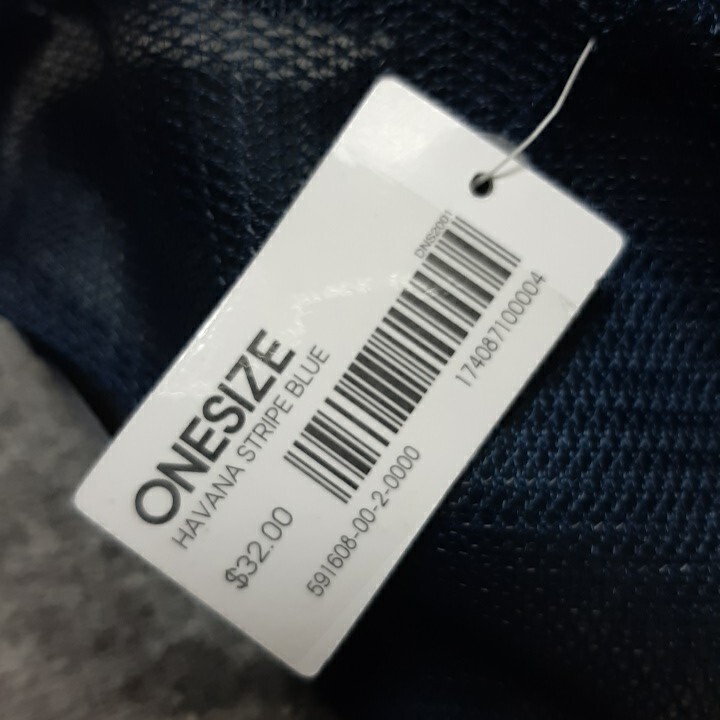 ONESIZE
HAVANA STRIPE BLUE
$32.00
DNS2001
174087100004
591608-00-2-0000